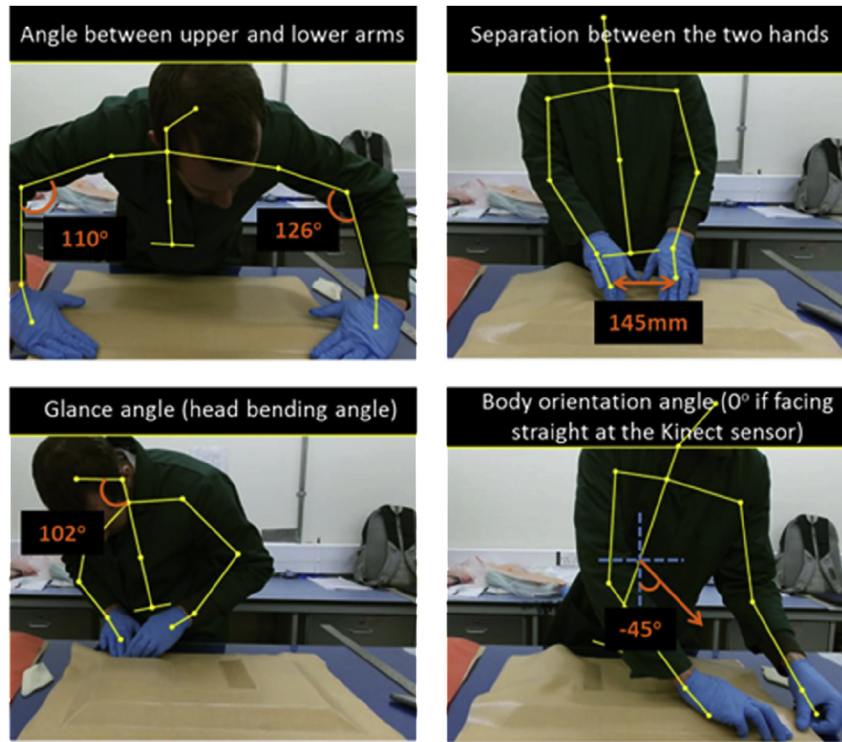 Angle between upper and lower arms
110°
126°
Separation between the two hands
145mm
Glance angle (head bending angle)
102°
Body orientation angle (0° if facing
straight at the Kinect sensor)
-45°